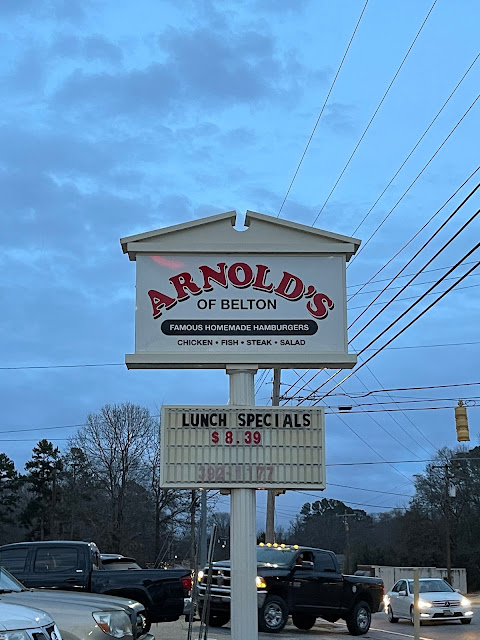 ARNOLD'S
OF BELTON
FAMOUS HOMEMADE HAMBURGERS
CHICKEN • FISH • STEAK • SALAD
LUNCH SPECIALS
$8.39